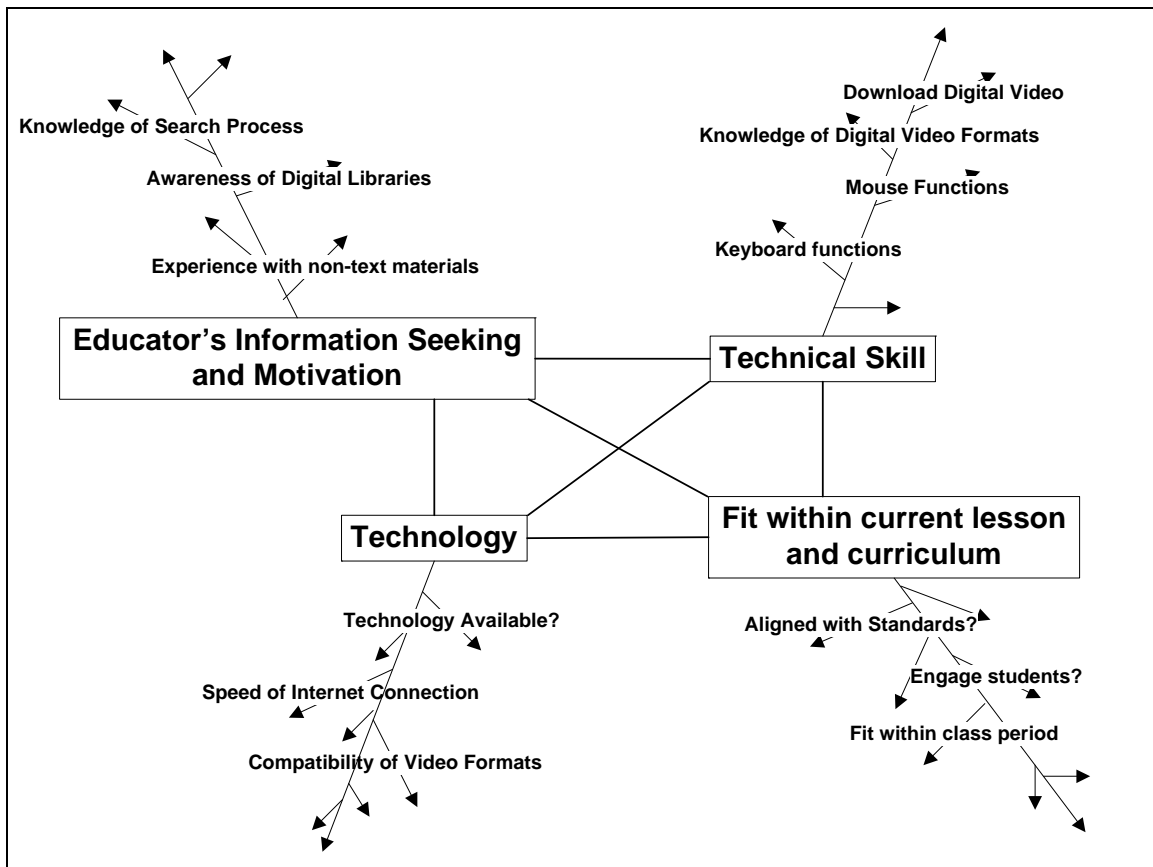 Knowledge of Search Process
Awareness of Digital Libraries
Experience with non-text materials
Educator’s Information Seeking
and Motivation
Download Digital Video
Knowledge of Digital Video Formats
Mouse Functions
Keyboard functions
Technical Skill
Technology
Technology Available?
Speed of Internet Connection
Compatibility of Video Formats
Fit within current lesson
and curriculum
Aligned with Standards?
Engage students?
Fit within class period